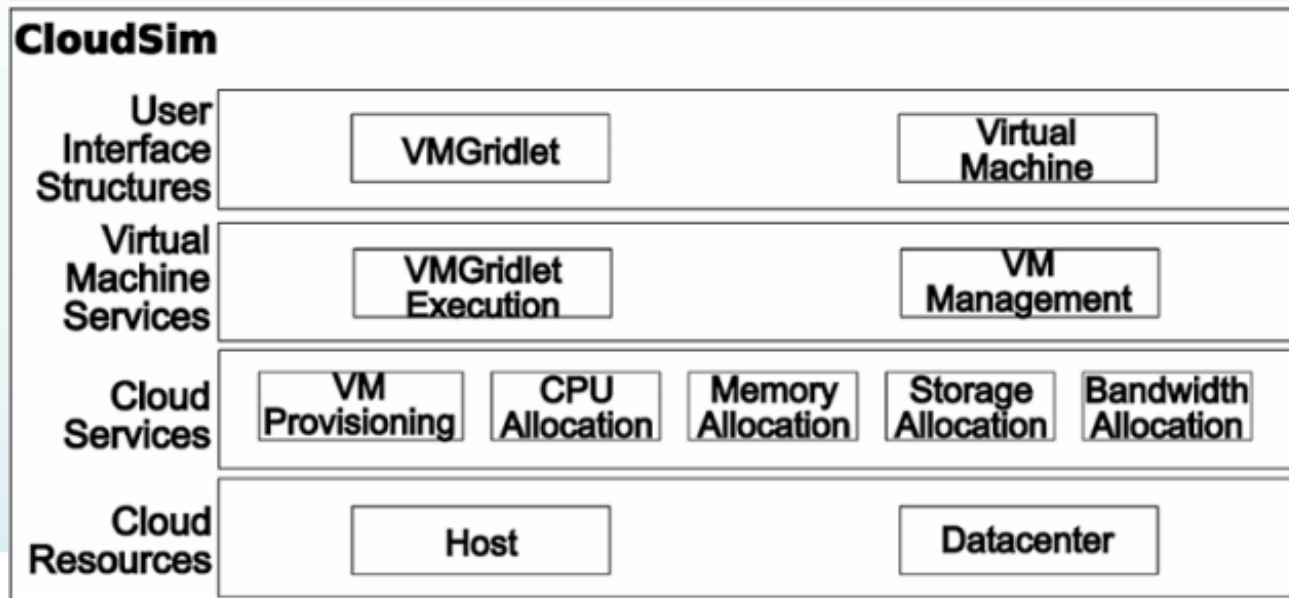 CloudSim
User
Interface
Structures
VMGridlet
Virtual
Machine
Virtual
Machine
Services
VMGridlet
Execution
VM
Management
Cloud
Services
VM
Provisioning
CPU
Allocation
Memory
Allocation
Storage
Allocation
Bandwidth
Allocation
Cloud
Resources
Host
Datacenter